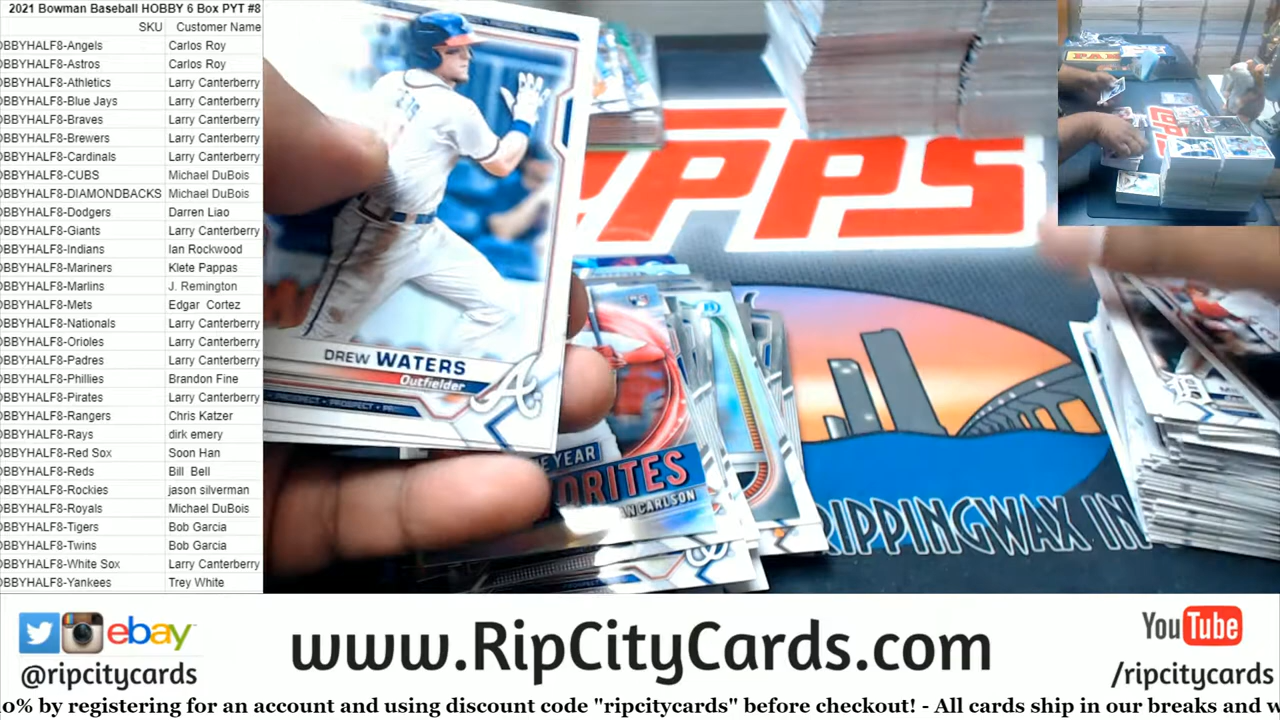 2021 Bowman Baseball HOBBY 6 Box PYT #8
SKU Customer Name
OBBYHALF8-Angels Carlos Roy
OBBYHALF8-Astros Carlos Roy
OBBYHALF8-Athletics Larry Canterberry
OBBYHALF8-Blue Jays Larry Canterberry
OBBYHALF8-Braves Larry Canterberry
OBBYHALF8-Brewers Larry Canterberry
OBBYHALF8-Cardinals Larry Canterberry
OBBYHALF8-CUBS Michael DuBois
OBBYHALF8-DIAMONDBACKS Michael DuBois
OBBYHALF8-Dodgers Darren Liao
OBBYHALF8-Giants Larry Canterberry
OBBYHALF8-Indians Ian Rockwood
OBBYHALF8-Mariners Klete Pappas
OBBYHALF8-Marlins J. Remington
OBBYHALF8-Mets Edgar Cortez
OBBYHALF8-Nationals Larry Canterberry
OBBYHALF8-Orioles Larry Canterberry
OBBYHALF8-Padres Larry Canterberry
OBBYHALF8-Phillies Brandon Fine
OBBYHALF8-Pirates Larry Canterberry
OBBYHALF8-Rangers Chris Katzer
OBBYHALF8-Rays dirk emery
OBBYHALF8-Red Sox Soon Han
OBBYHALF8-Reds Bill Bell
OBBYHALF8-Rockies jason silverman
OBBYHALF8-Royals Michael DuBois
OBBYHALF8-Tigers Bob Garcia
OBBYHALF8-Twins Bob Garcia
OBBYHALF8-White Sox Larry Canterberry
OBBYHALF8-Yankees Trey White
DREW WATERS
Outfielder
A
PROSPECT • PROSPECT
YPPS
E YEAR
ORITES
AN CARLSON
RIPPINGWAX IN
ebay
@ripcitycards
www.RipCityCards.com
YouTube
/ripcitycards
0% by registering for an account and using discount code "ripcitycards" before checkout! - All cards ship in our breaks and w